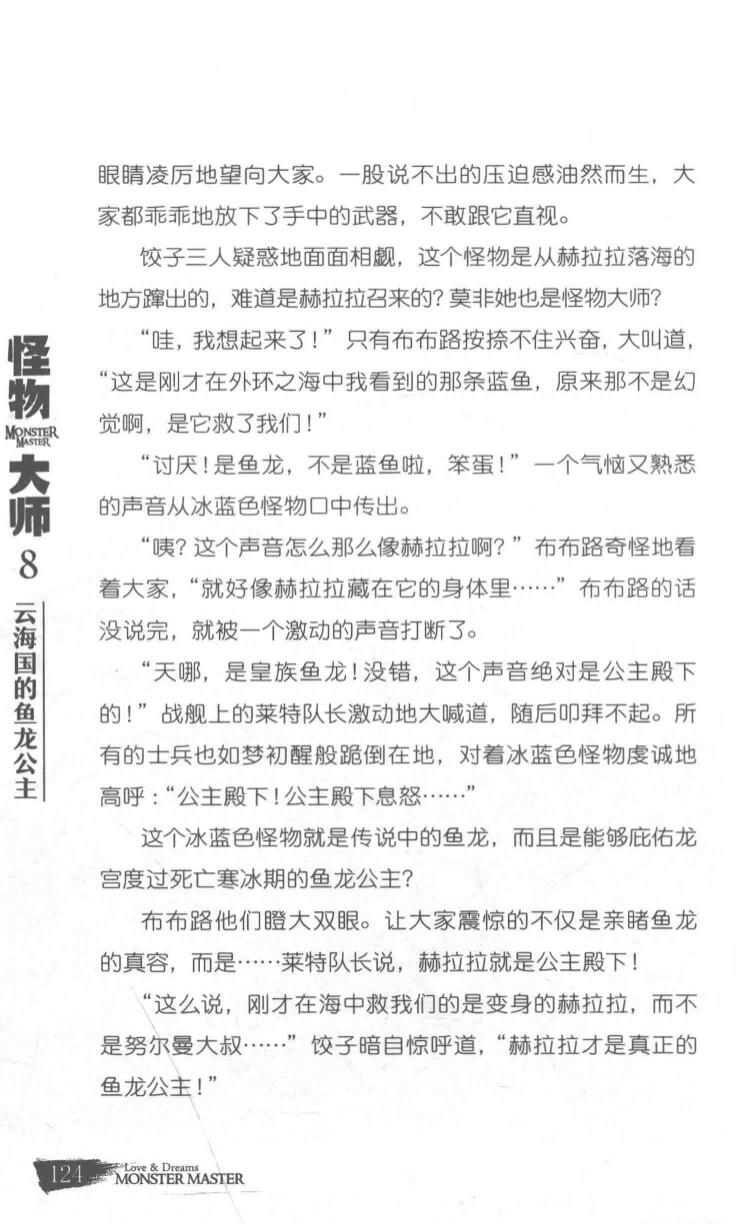 眼睛凌厉地望向大家。一股说不出的压迫感油然而生，大
家都乖乖地放下了手中的武器，不敢跟它直视。
饺子三人疑惑地面面相觑，这个怪物是从赫拉拉落海的
地方蹿出的，难道是赫拉拉召来的？莫非她也是怪物大师？
“哇，我想起来了！”只有布布路按捺不住兴奋，大叫道，
“这是刚才在外环之海中我看到的那条蓝鱼，原来那不是幻
觉啊，是它救了我们！”
“讨厌！是鱼龙，不是蓝鱼啦，笨蛋！”一个气恼又熟悉
的声音从冰蓝色怪物口中传出。
“咦？这个声音怎么那么像赫拉拉啊？”布布路奇怪地看
着大家，“就好像赫拉拉藏在它的身体里……”布布路的话
没说完，就被一个激动的声音打断了。
“天哪，是皇族鱼龙！没错，这个声音绝对是公主殿下
的！”战舰上的莱特队长激动地大喊道，随后叩拜不起。所
有的士兵也如梦初醒般跪倒在地，对着冰蓝色怪物虔诚地
高呼：“公主殿下！公主殿下息怒……”
这个冰蓝色怪物就是传说中的鱼龙，而且是能够庇佑龙
宫度过死亡寒冰期的鱼龙公主？
布布路他们瞪大双眼。让大家震惊的不仅是亲睹鱼龙
的真容，而是……莱特队长说，赫拉拉就是公主殿下！
“这么说，刚才在海中救我们的是变身的赫拉拉，而不
是努尔曼大叔……”饺子暗自惊呼道，“赫拉拉才是真正的
鱼龙公主！”
怪物
MONSTER
MASTER
大师
8
云海国的鱼龙公主
124
Love & Dreams
MONSTER MASTER